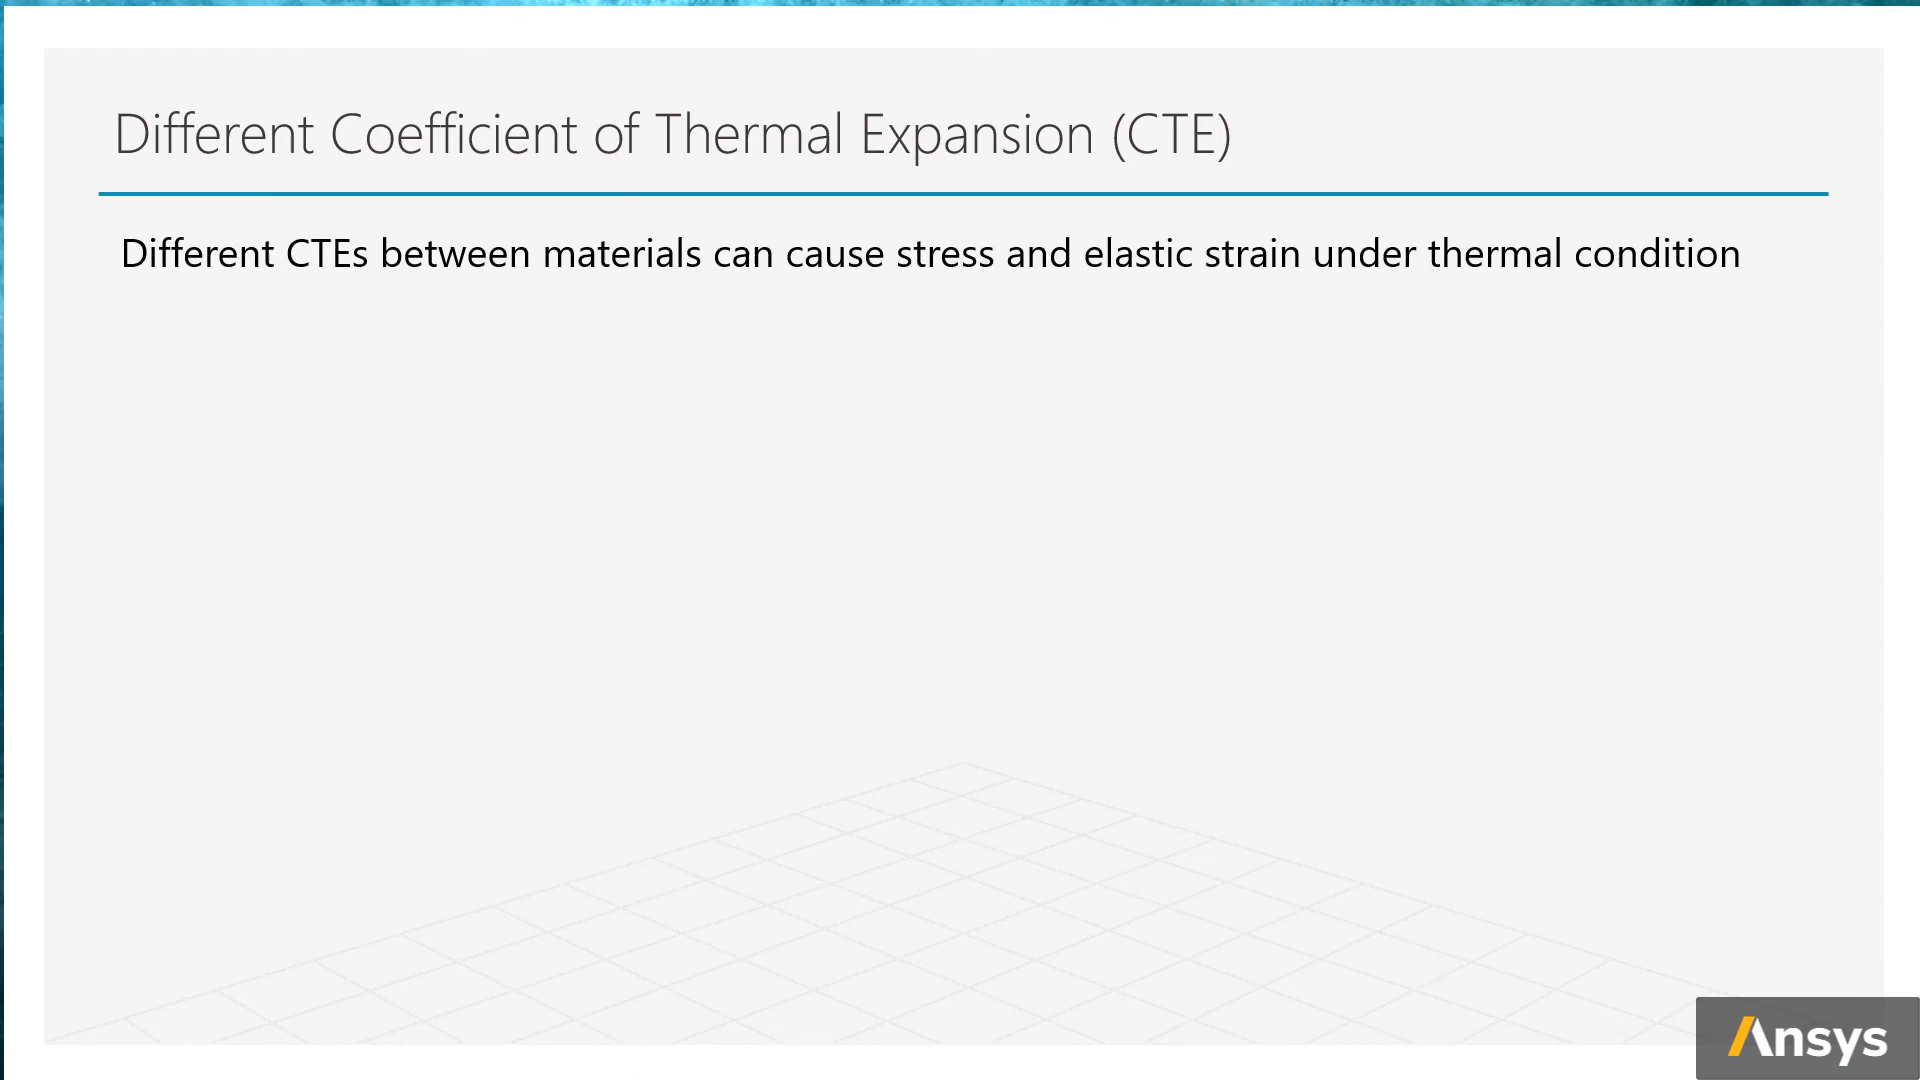 Different Coefficient of Thermal Expansion (CTE)
Different CTEs between materials can cause stress and elastic strain under thermal condition
Ansys